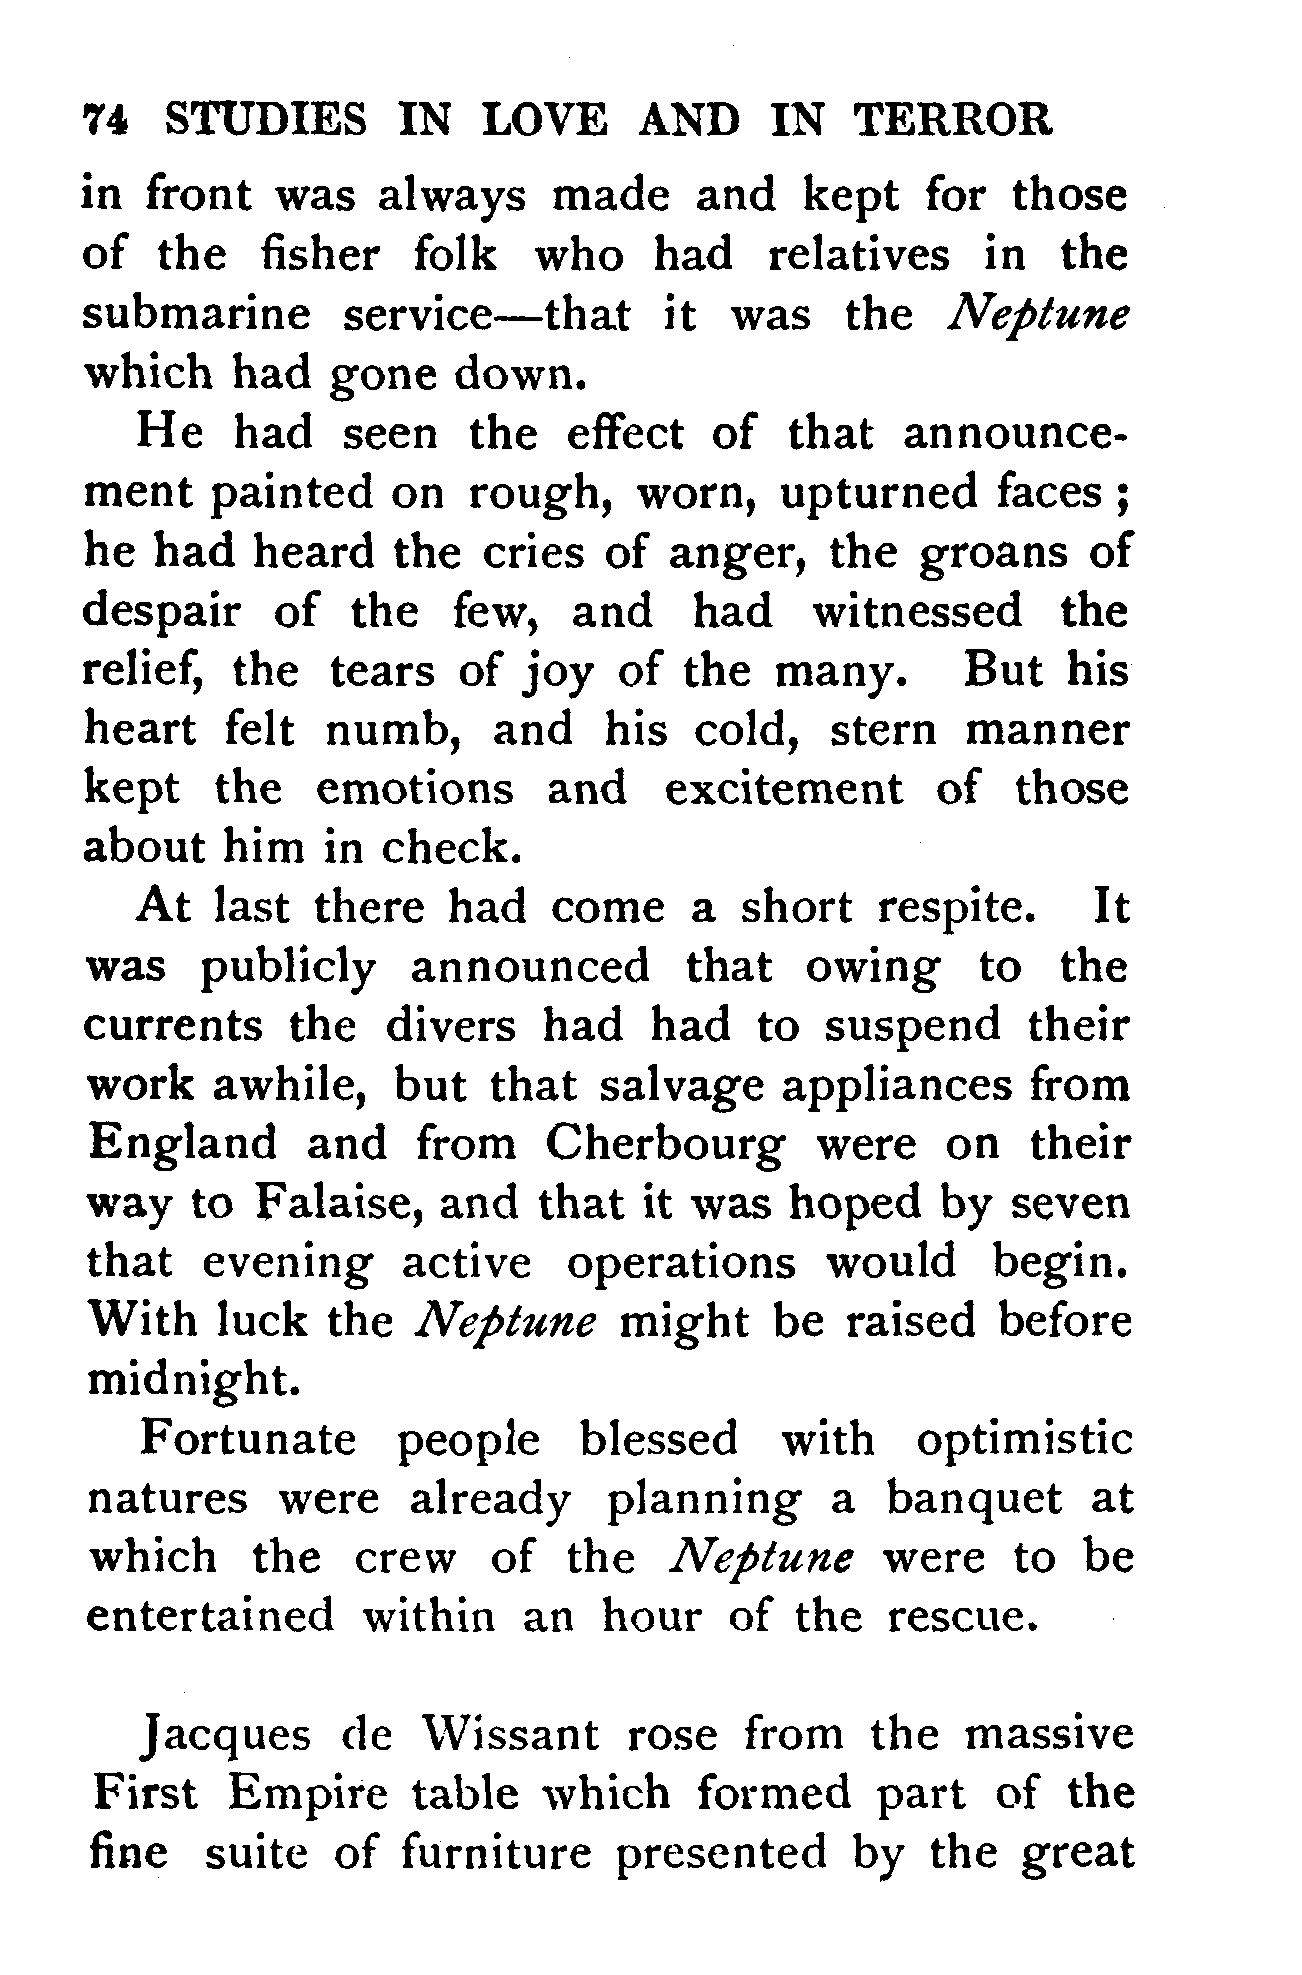 74 STUDIES IN LOVE AND IN TERROR
in front was always made and kept for those
of the fisher folk who had relatives in the
submarine service—that it was the Neptune
which had gone down.
He had seen the effect of that announce-
ment painted on rough, worn, upturned faces ;
he had heard the cries of anger, the groans of
despair of the few, and had witnessed the
relief, the tears of joy of the many. But his
heart felt numb, and his cold, stern manner
kept the emotions and excitement of those
about him in check.
At last there had come a short respite. It
was publicly announced that owing to the
currents the divers had had to suspend their
work awhile, but that salvage appliances from
England and from Cherbourg were on their
way to Falaise, and that it was hoped by seven
that evening active operations would begin.
With luck the Neptune might be raised before
midnight.
Fortunate people blessed with optimistic
natures were already planning a banquet at
which the crew of the Neptune were to be
entertained within an hour of the rescue.
Jacques de Wissant rose from the massive
First Empire table which formed part of the
fine suite of furniture presented by the great